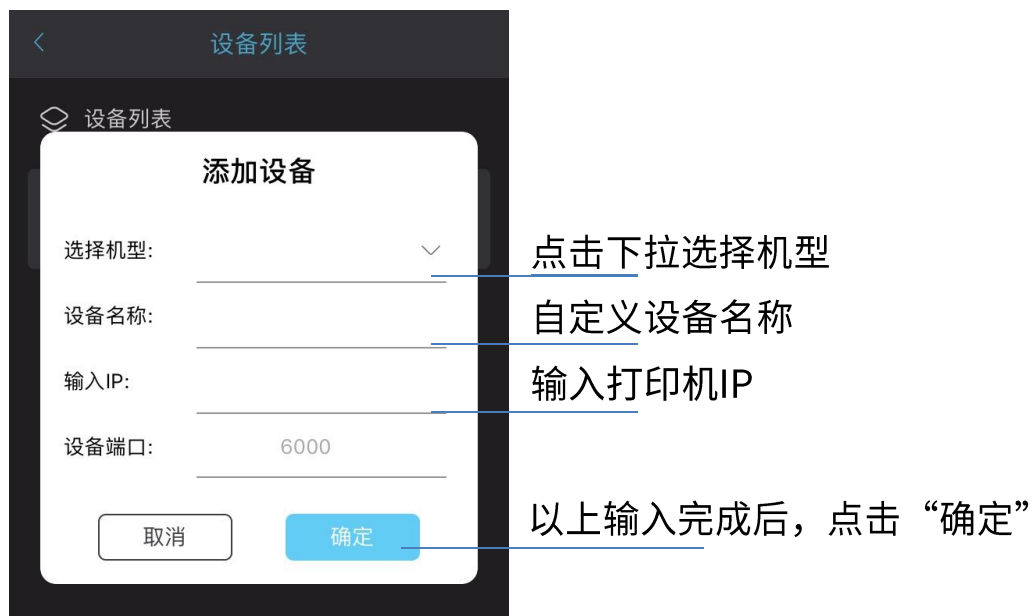 设备列表
设备列表
添加设备
选择机型:
点击下拉选择机型
设备名称:
自定义设备名称
输入IP:
输入打印机IP
设备端口:
6000
取消
确定
以上输入完成后，点击“确定”